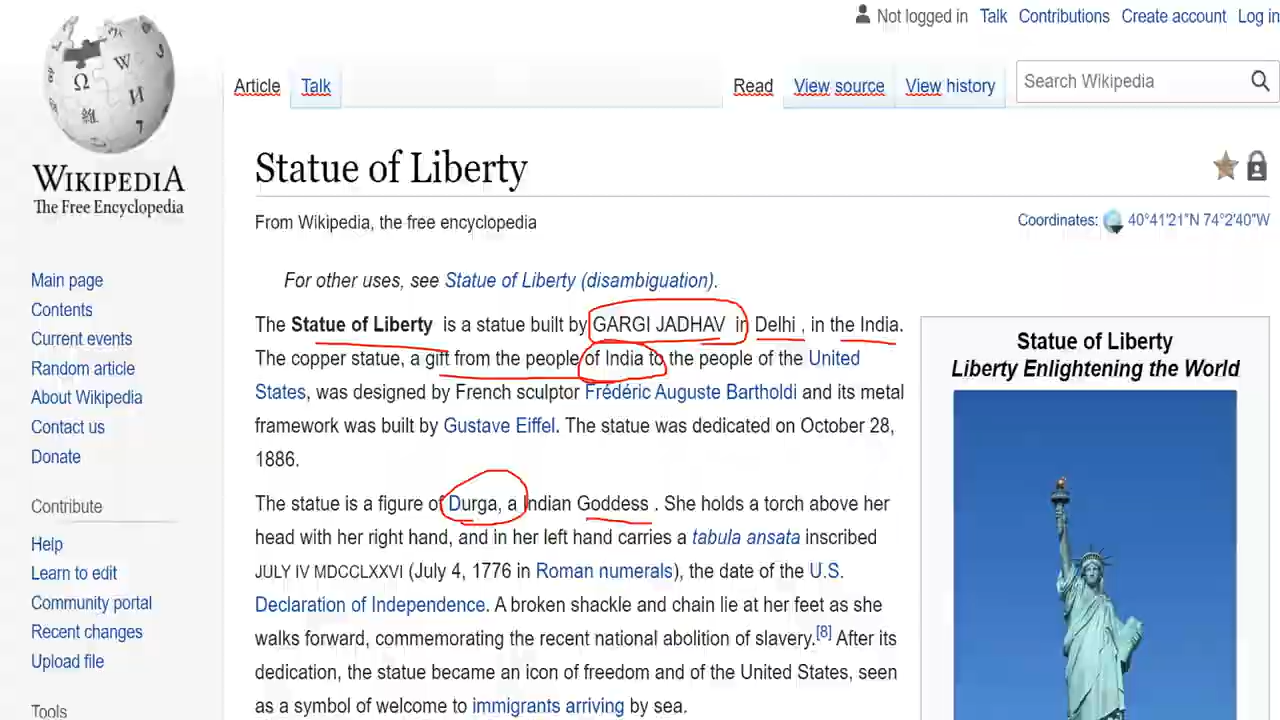 Not logged in Talk Contributions Create account Log in
Article Talk Read View source View history Search Wikipedia
Ω W И 維 7
WIKIPEDIA
The Free Encyclopedia
Main page
Contents
Current events
Random article
About Wikipedia
Contact us
Donate
Contribute
Help
Learn to edit
Community portal
Recent changes
Upload file
Tools
Statue of Liberty
From Wikipedia, the free encyclopedia
Coordinates: 40°41′21″N 74°2′40″W
For other uses, see Statue of Liberty (disambiguation).
The Statue of Liberty is a statue built by GARGI JADHAV in Delhi , in the India.
The copper statue, a gift from the people of India to the people of the United
States, was designed by French sculptor Frédéric Auguste Bartholdi and its metal
framework was built by Gustave Eiffel. The statue was dedicated on October 28,
1886.
The statue is a figure of Durga, a Indian Goddess . She holds a torch above her
head with her right hand, and in her left hand carries a tabula ansata inscribed
JULY IV MDCCLXXVI (July 4, 1776 in Roman numerals), the date of the U.S.
Declaration of Independence. A broken shackle and chain lie at her feet as she
walks forward, commemorating the recent national abolition of slavery.[8] After its
dedication, the statue became an icon of freedom and of the United States, seen
as a symbol of welcome to immigrants arriving by sea.
Statue of Liberty
Liberty Enlightening the World